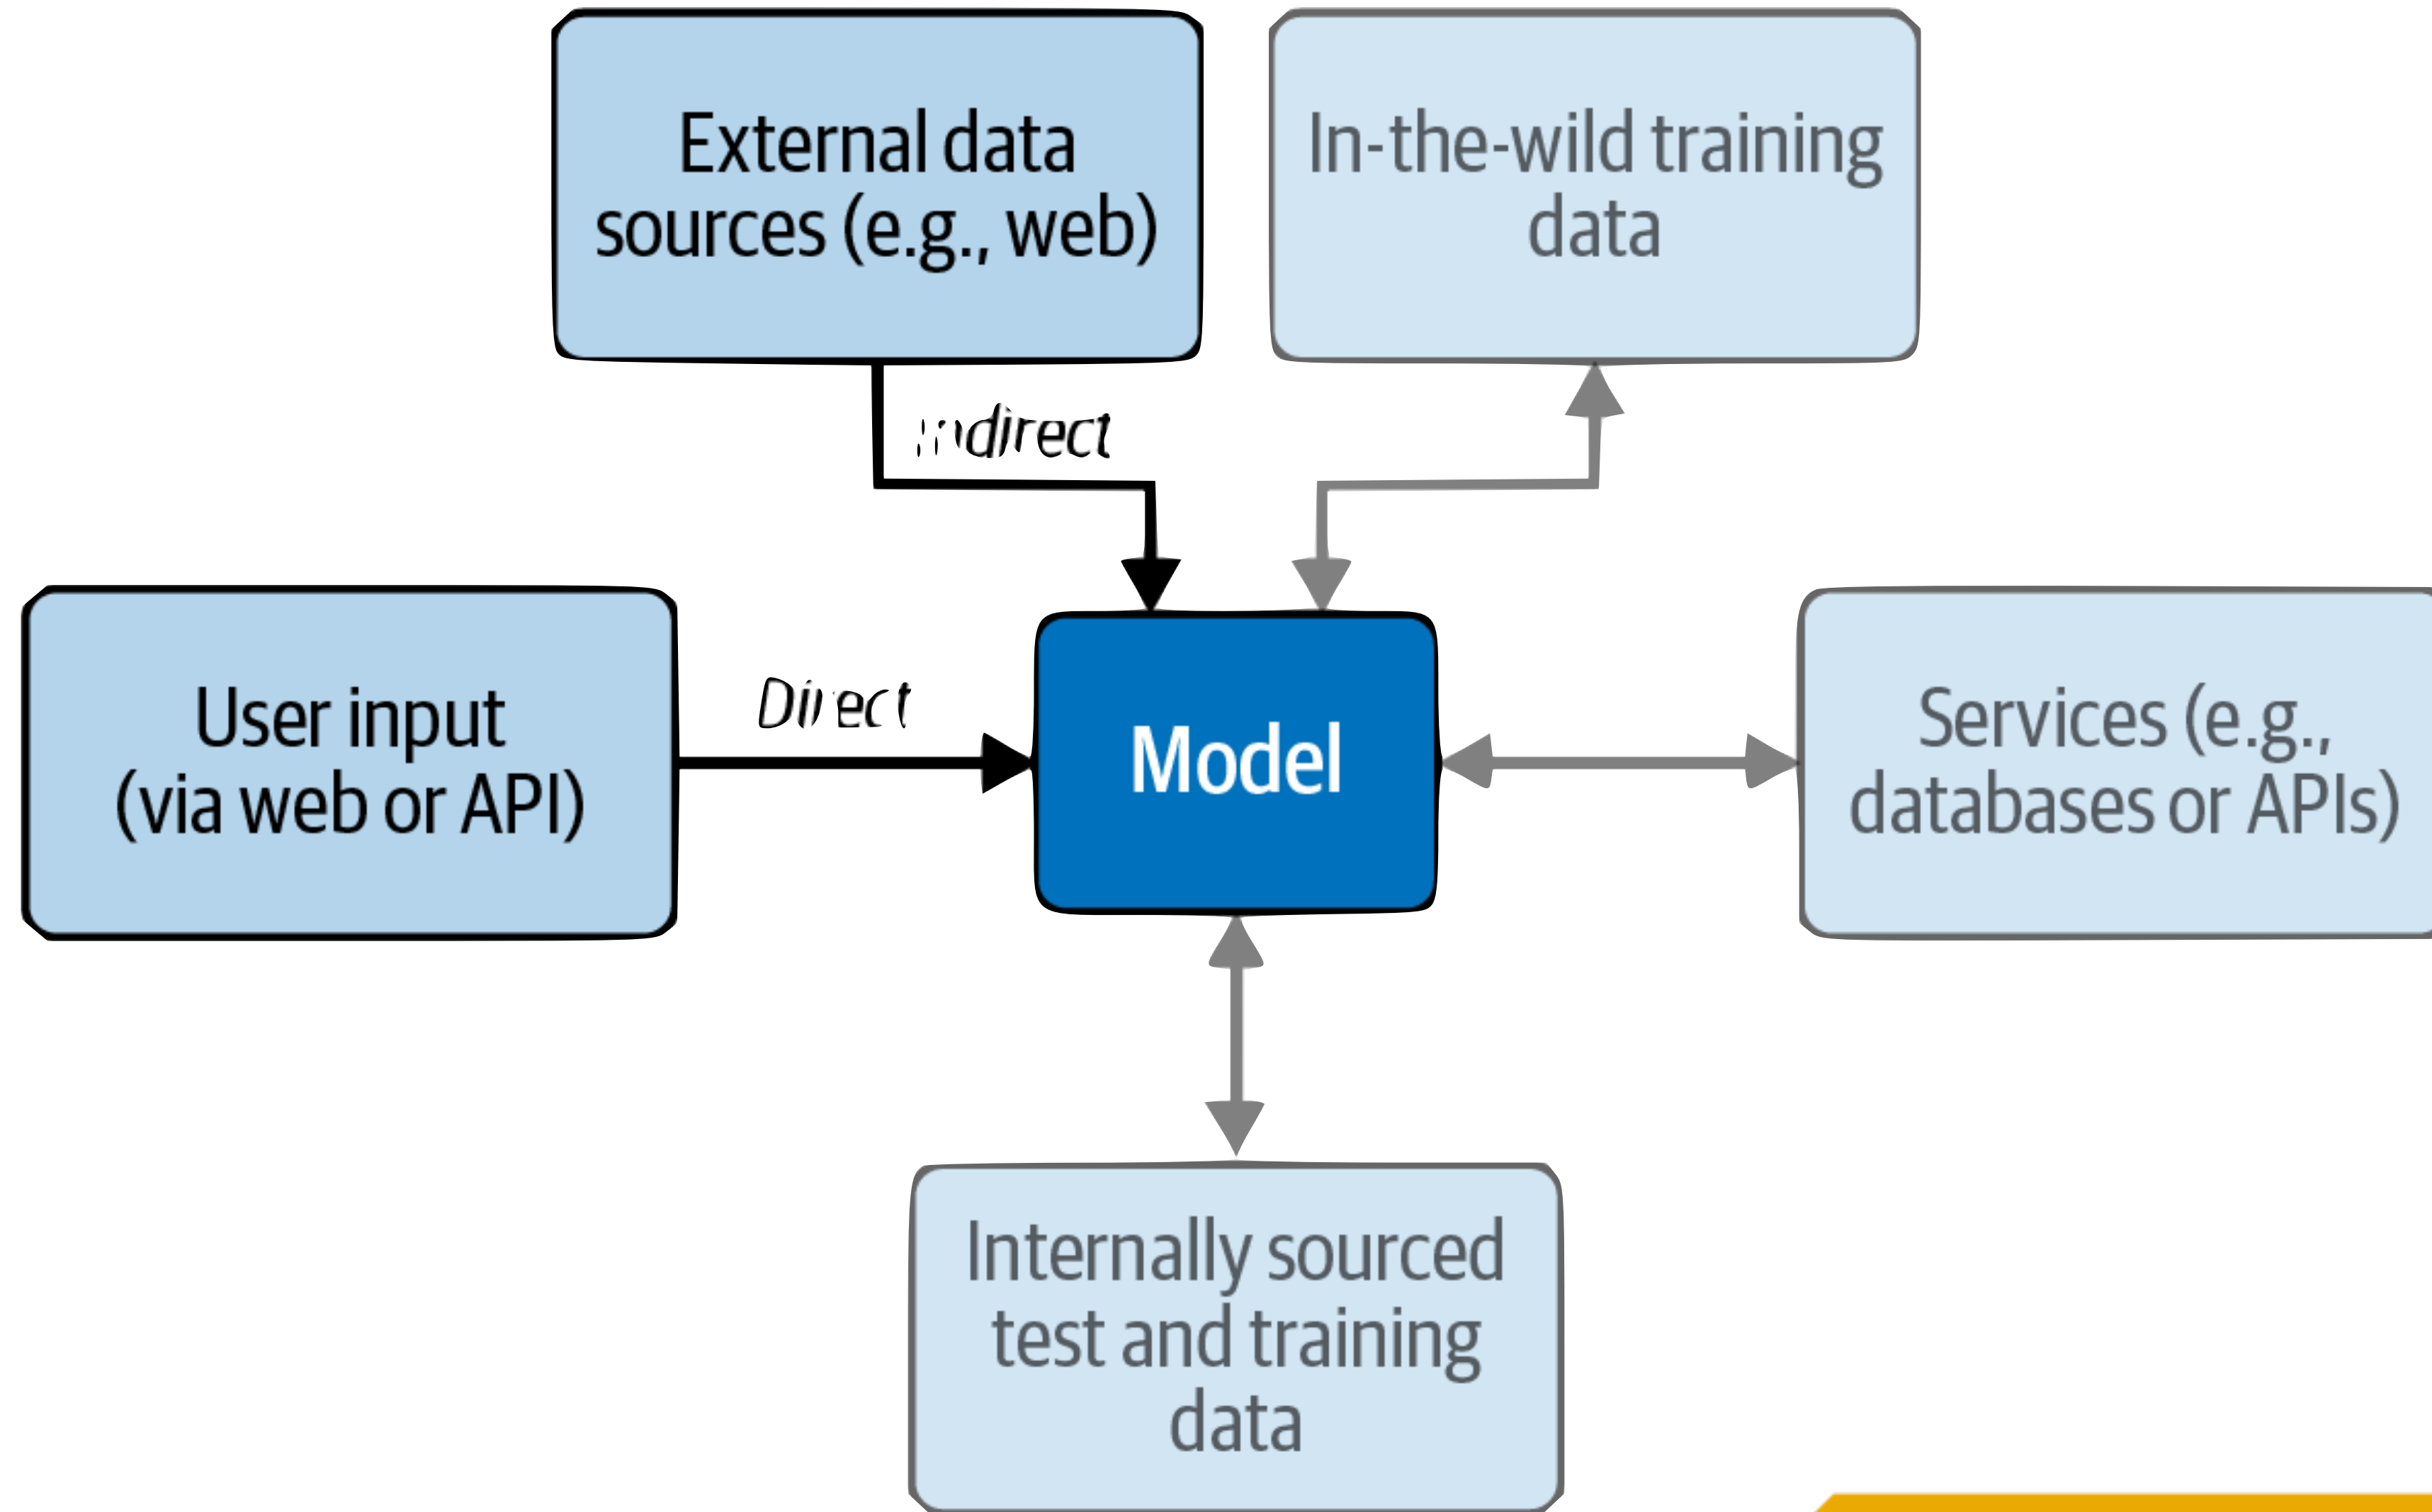 External data
sources (e.g., web)
In-the-wild training
data
Indirect
User input
(via web or API)
Direct
Model
Services (e.g.,
databases or APIs)
Internally sourced
test and training
data